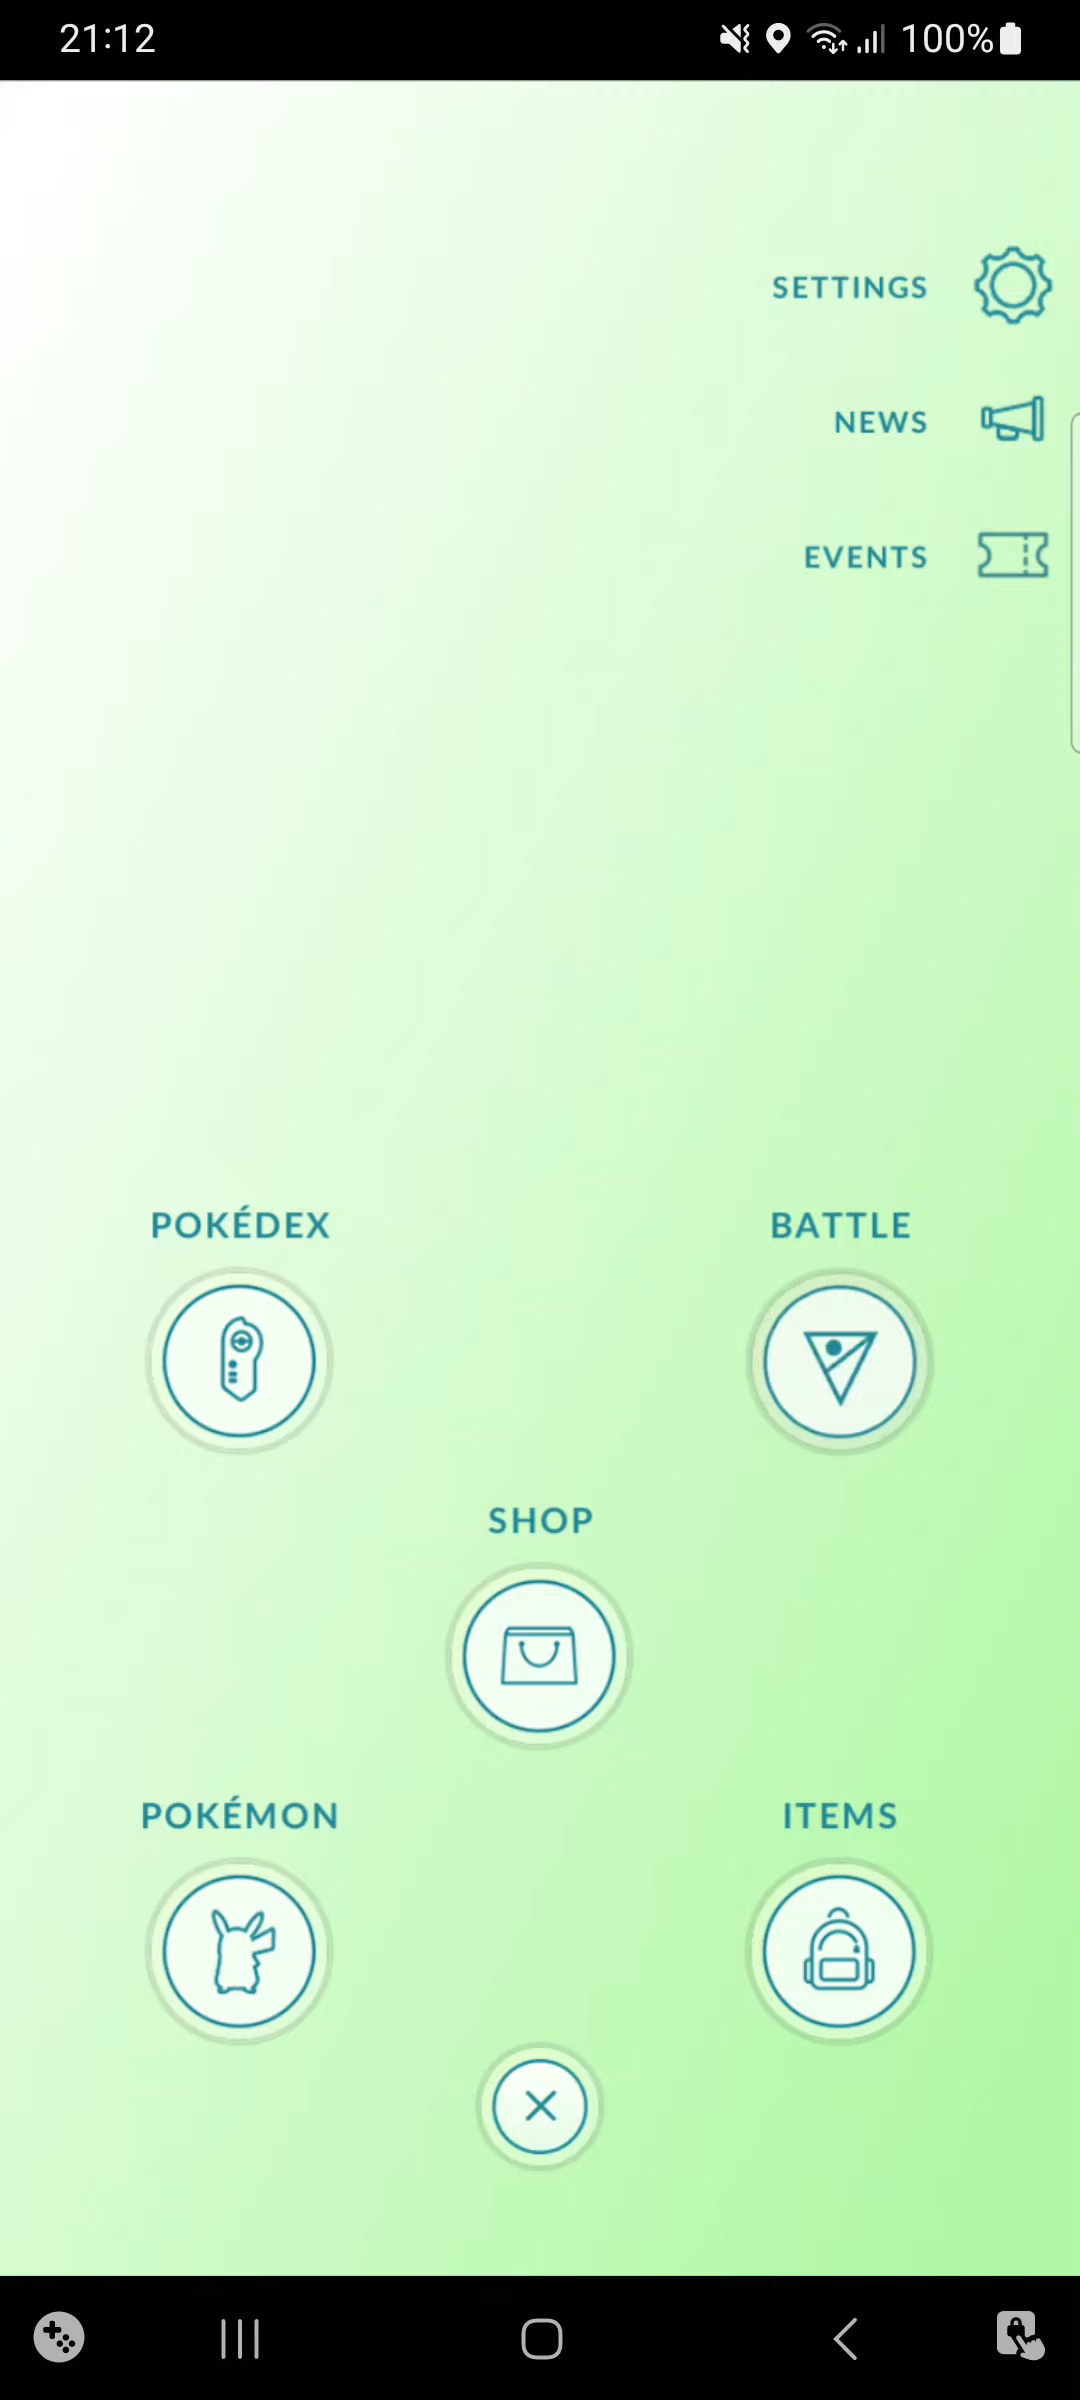 21:12
100%
SETTINGS
NEWS
EVENTS
POKÉDEX
BATTLE
SHOP
POKÉMON
ITEMS